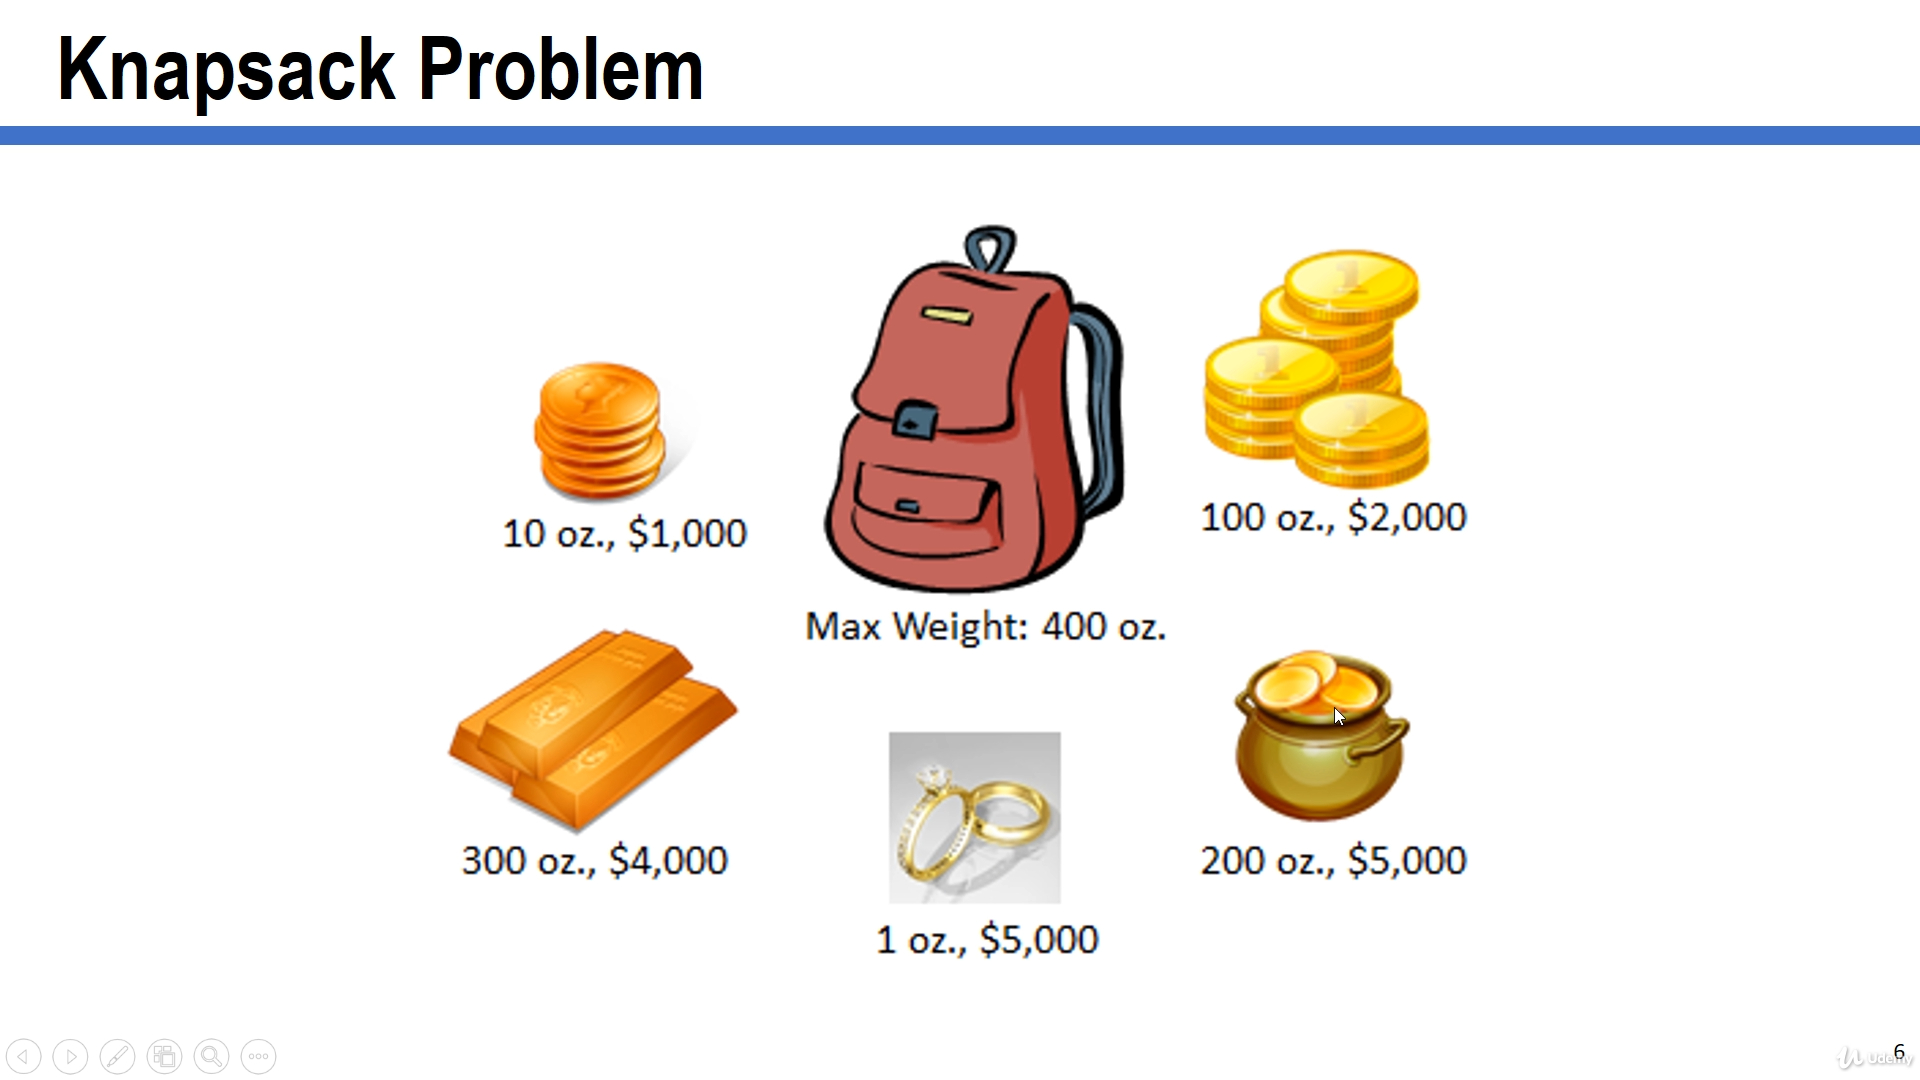 Knapsack Problem
10 oz., $1,000
100 oz., $2,000
Max Weight: 400 oz.
300 oz., $4,000
200 oz., $5,000
1 oz., $5,000
6
Udemy